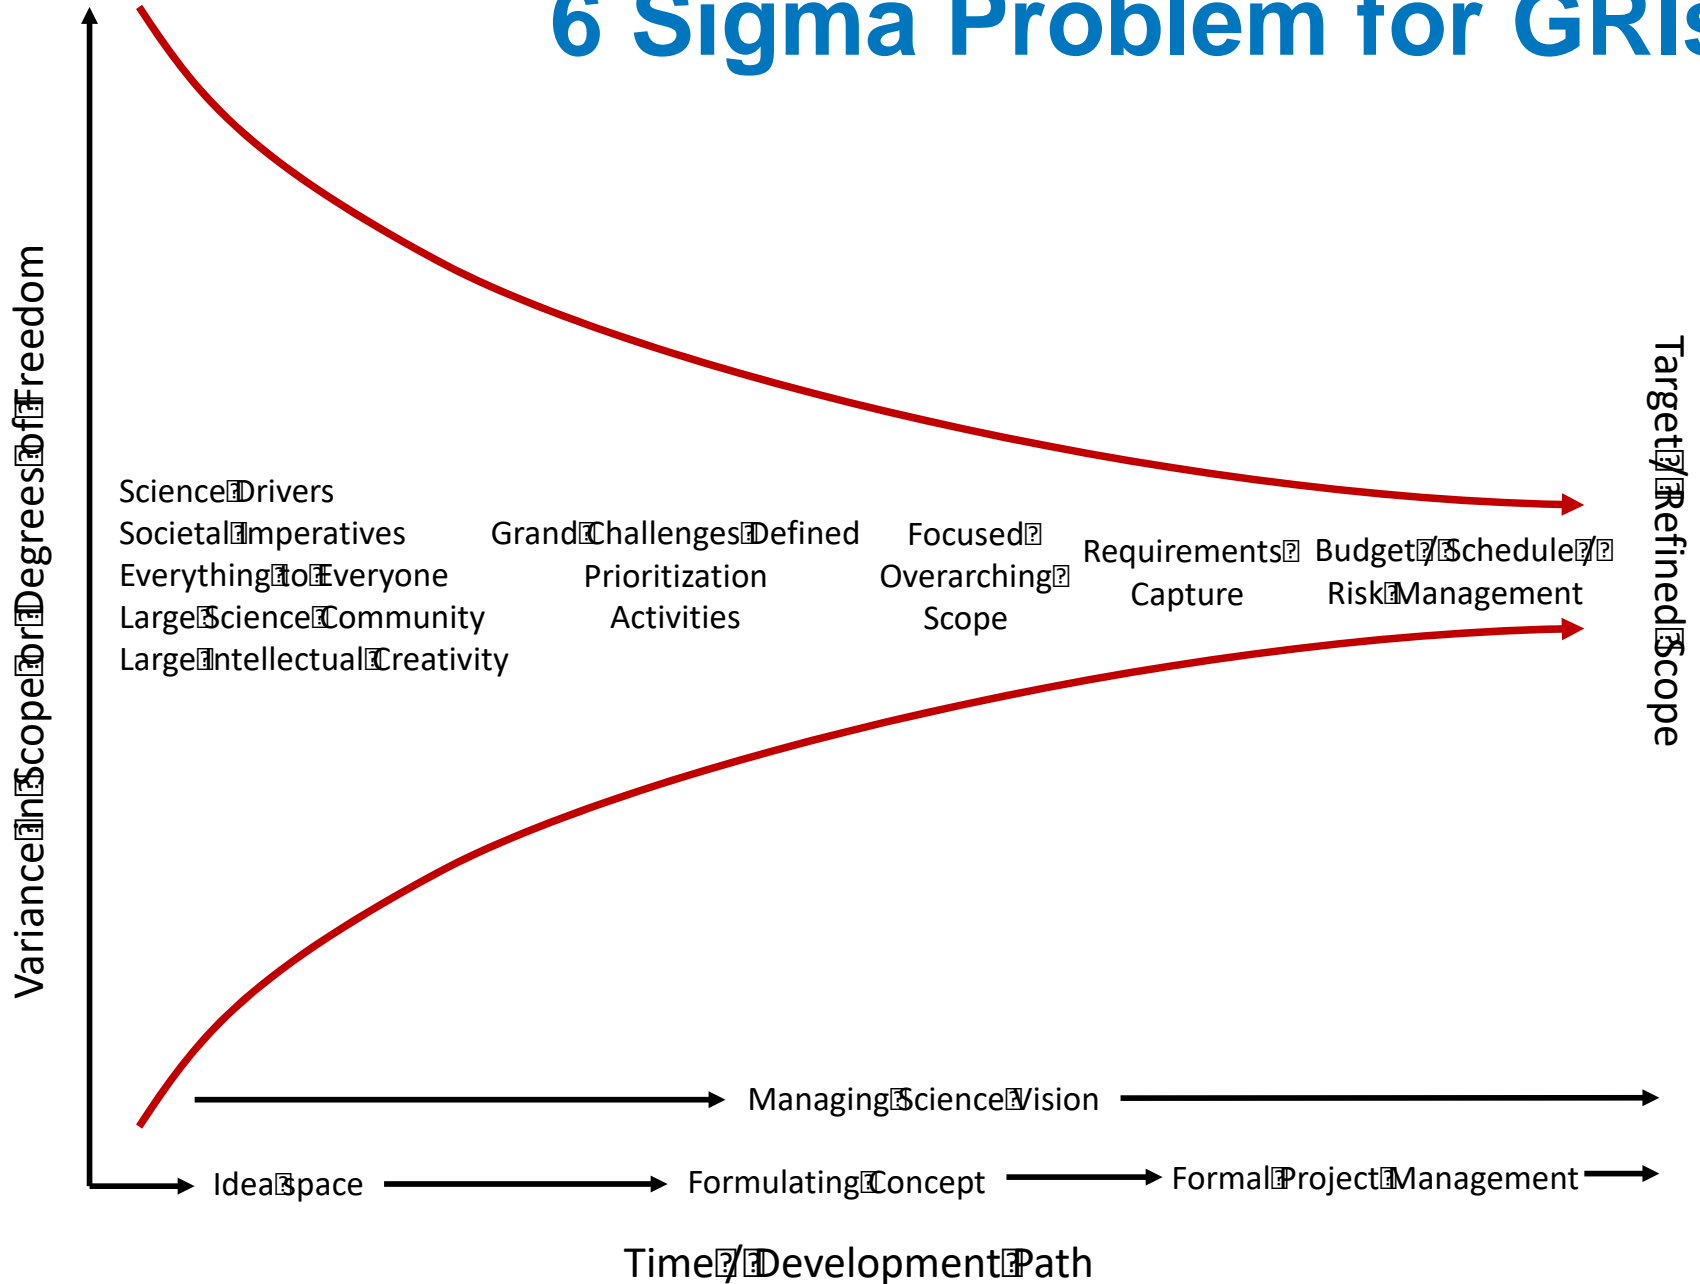 6 Sigma Problem for GRIs
Variance in Scope or Degrees of Freedom
Science Drivers
Societal Imperatives
Everything to Everyone
Large Science Community
Large Intellectual Creativity
Grand Challenges Defined
Prioritization
Activities
Focused
Overarching
Scope
Requirements
Capture
Budget / Schedule /
Risk Management
Target / Refined Scope
Managing Science Vision
Idea space
Formulating Concept
Formal Project Management
Time / Development Path